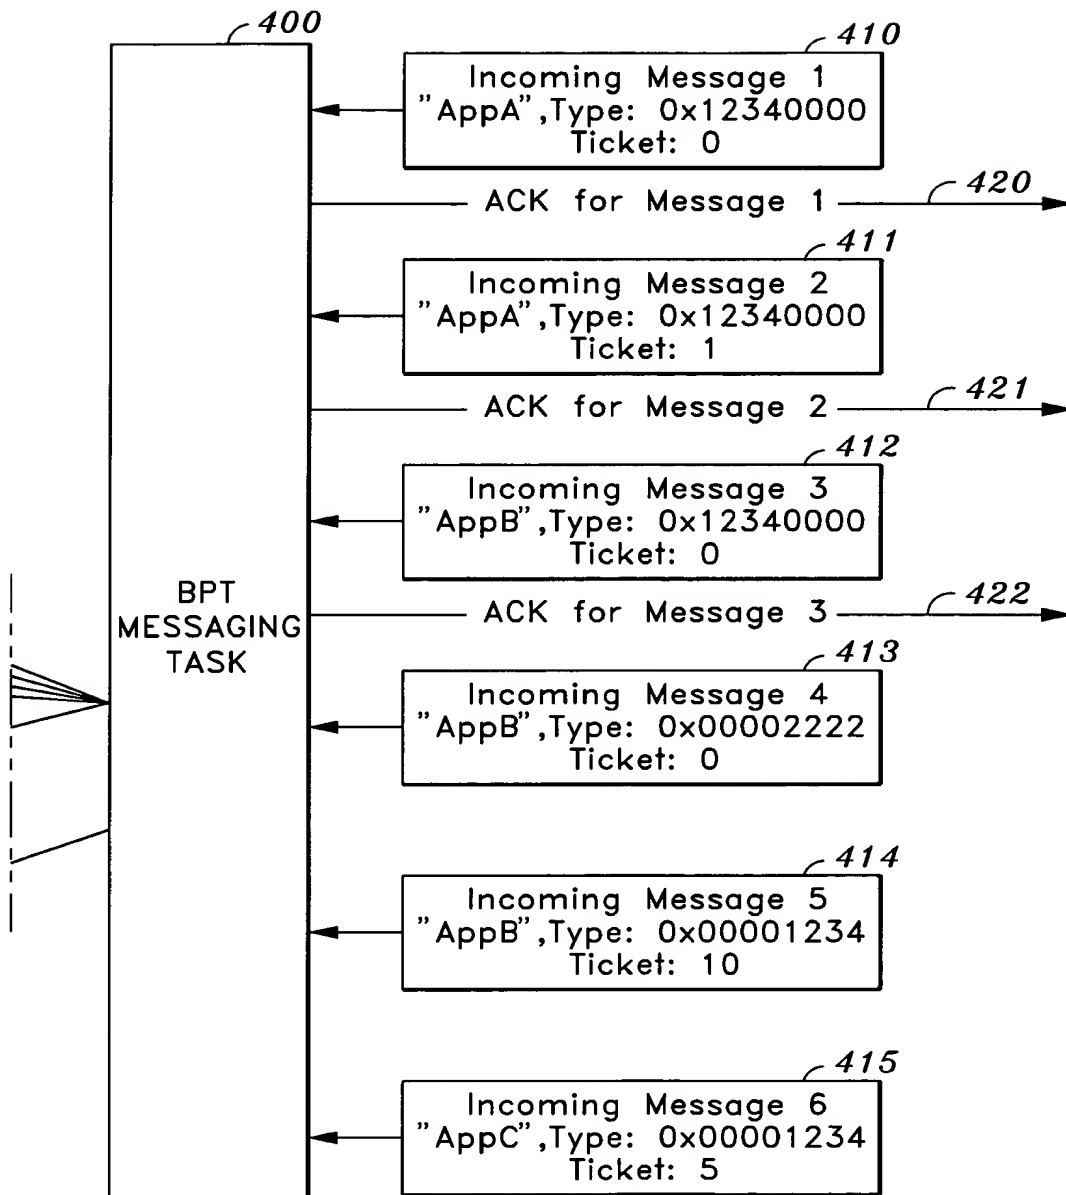 400
410
Incoming Message 1
"AppA",Type: 0x12340000
Ticket: 0
ACK for Message 1
420
411
Incoming Message 2
"AppA",Type: 0x12340000
Ticket: 1
ACK for Message 2
421
412
Incoming Message 3
"AppB",Type: 0x12340000
Ticket: 0
BPT
MESSAGING
TASK
ACK for Message 3
422
413
Incoming Message 4
"AppB",Type: 0x00002222
Ticket: 0
414
Incoming Message 5
"AppB",Type: 0x00001234
Ticket: 10
415
Incoming Message 6
"AppC",Type: 0x00001234
Ticket: 5